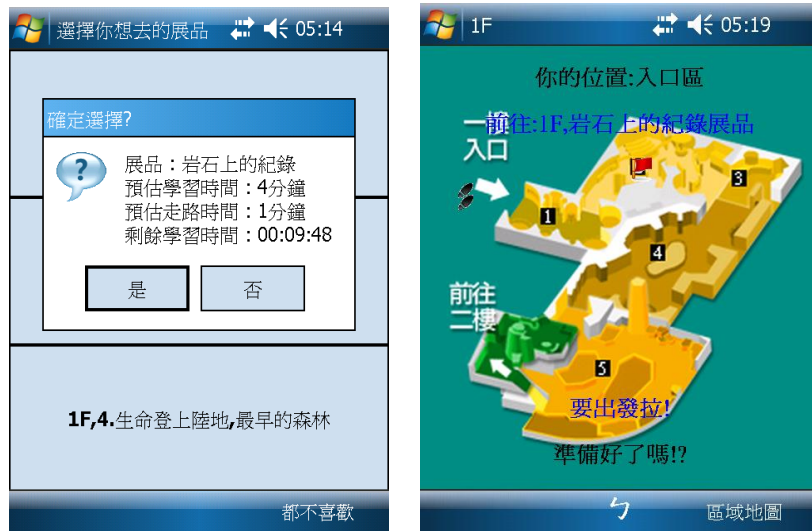 選擇你想去的展品 05:14
確定選擇?
展品：岩石上的紀錄
預估學習時間：4分鐘
預估走路時間：1分鐘
剩餘學習時間：00:09:48
是
否
1F,4.生命登上陸地,最早的森林
都不喜歡
1F 05:19
你的位置:入口區
前往:1F,岩石上的紀錄展品
一樓
入口
3
1
4
前往
二樓
5
要出發拉!
準備好了嗎!?
ㄅ
區域地圖